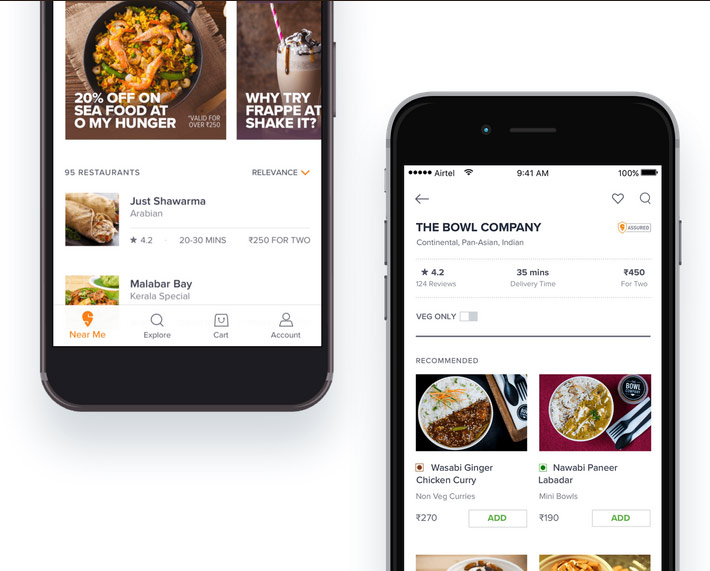 20% OFF ON
SEA FOOD AT
O MY HUNGER
*VALID FOR
OVER ₹250
WHY TRY
FRAPPE AT
SHAKE IT?
95 RESTAURANTS
RELEVANCE
Just Shawarma
Arabian
★ 4.2 · 20-30 MINS ₹250 FOR TWO
Malabar Bay
Kerala Special
Near Me
Explore
Cart
Account
Airtel 9:41 AM 100%
THE BOWL COMPANY
ASSURED
Continental, Pan-Asian, Indian
★ 4.2 35 mins ₹450
124 Reviews Delivery Time For Two
VEG ONLY
RECOMMENDED
BOWL
COMPANY
Wasabi Ginger
Chicken Curry
Non Veg Curries
₹270 ADD
Nawabi Paneer
Labadar
Mini Bowls
₹190 ADD